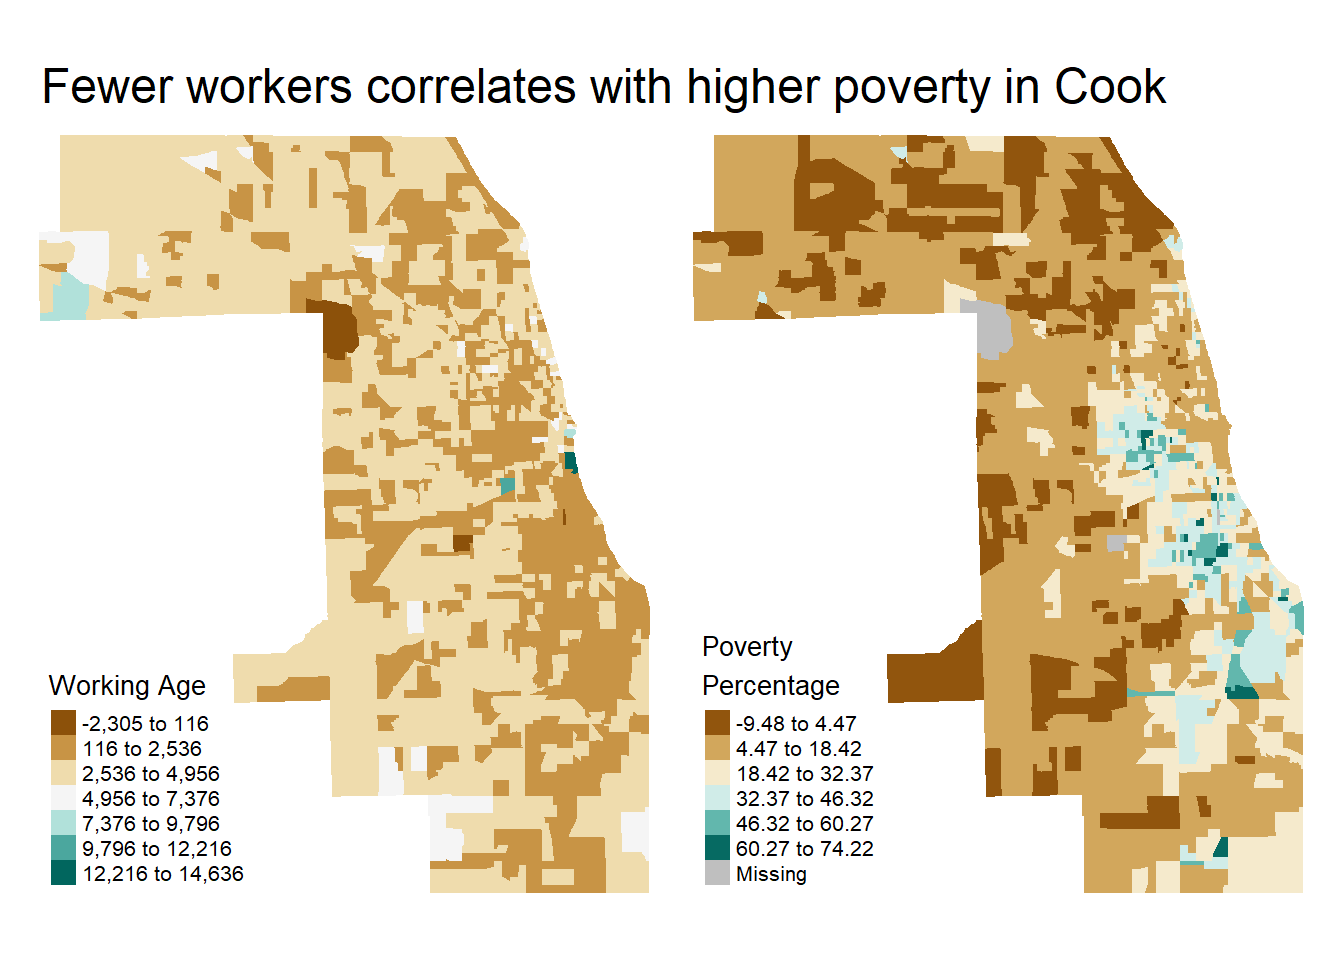 Fewer workers correlates with higher poverty in Cook
Working Age
-2,305 to 116
116 to 2,536
2,536 to 4,956
4,956 to 7,376
7,376 to 9,796
9,796 to 12,216
12,216 to 14,636
Poverty
Percentage
-9.48 to 4.47
4.47 to 18.42
18.42 to 32.37
32.37 to 46.32
46.32 to 60.27
60.27 to 74.22
Missing